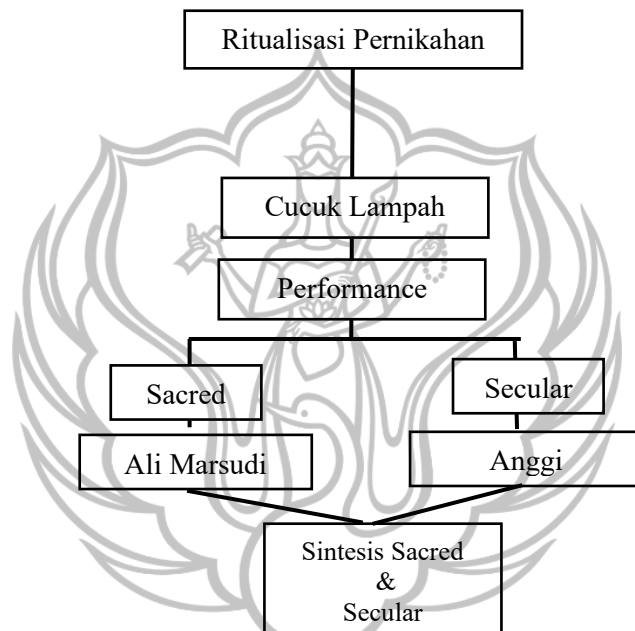 Ritualisasi Pernikahan
Cucuk Lampah
Performance
Sacred
Secular
Ali Marsudi
Anggi
Sintesis Sacred
&
Secular